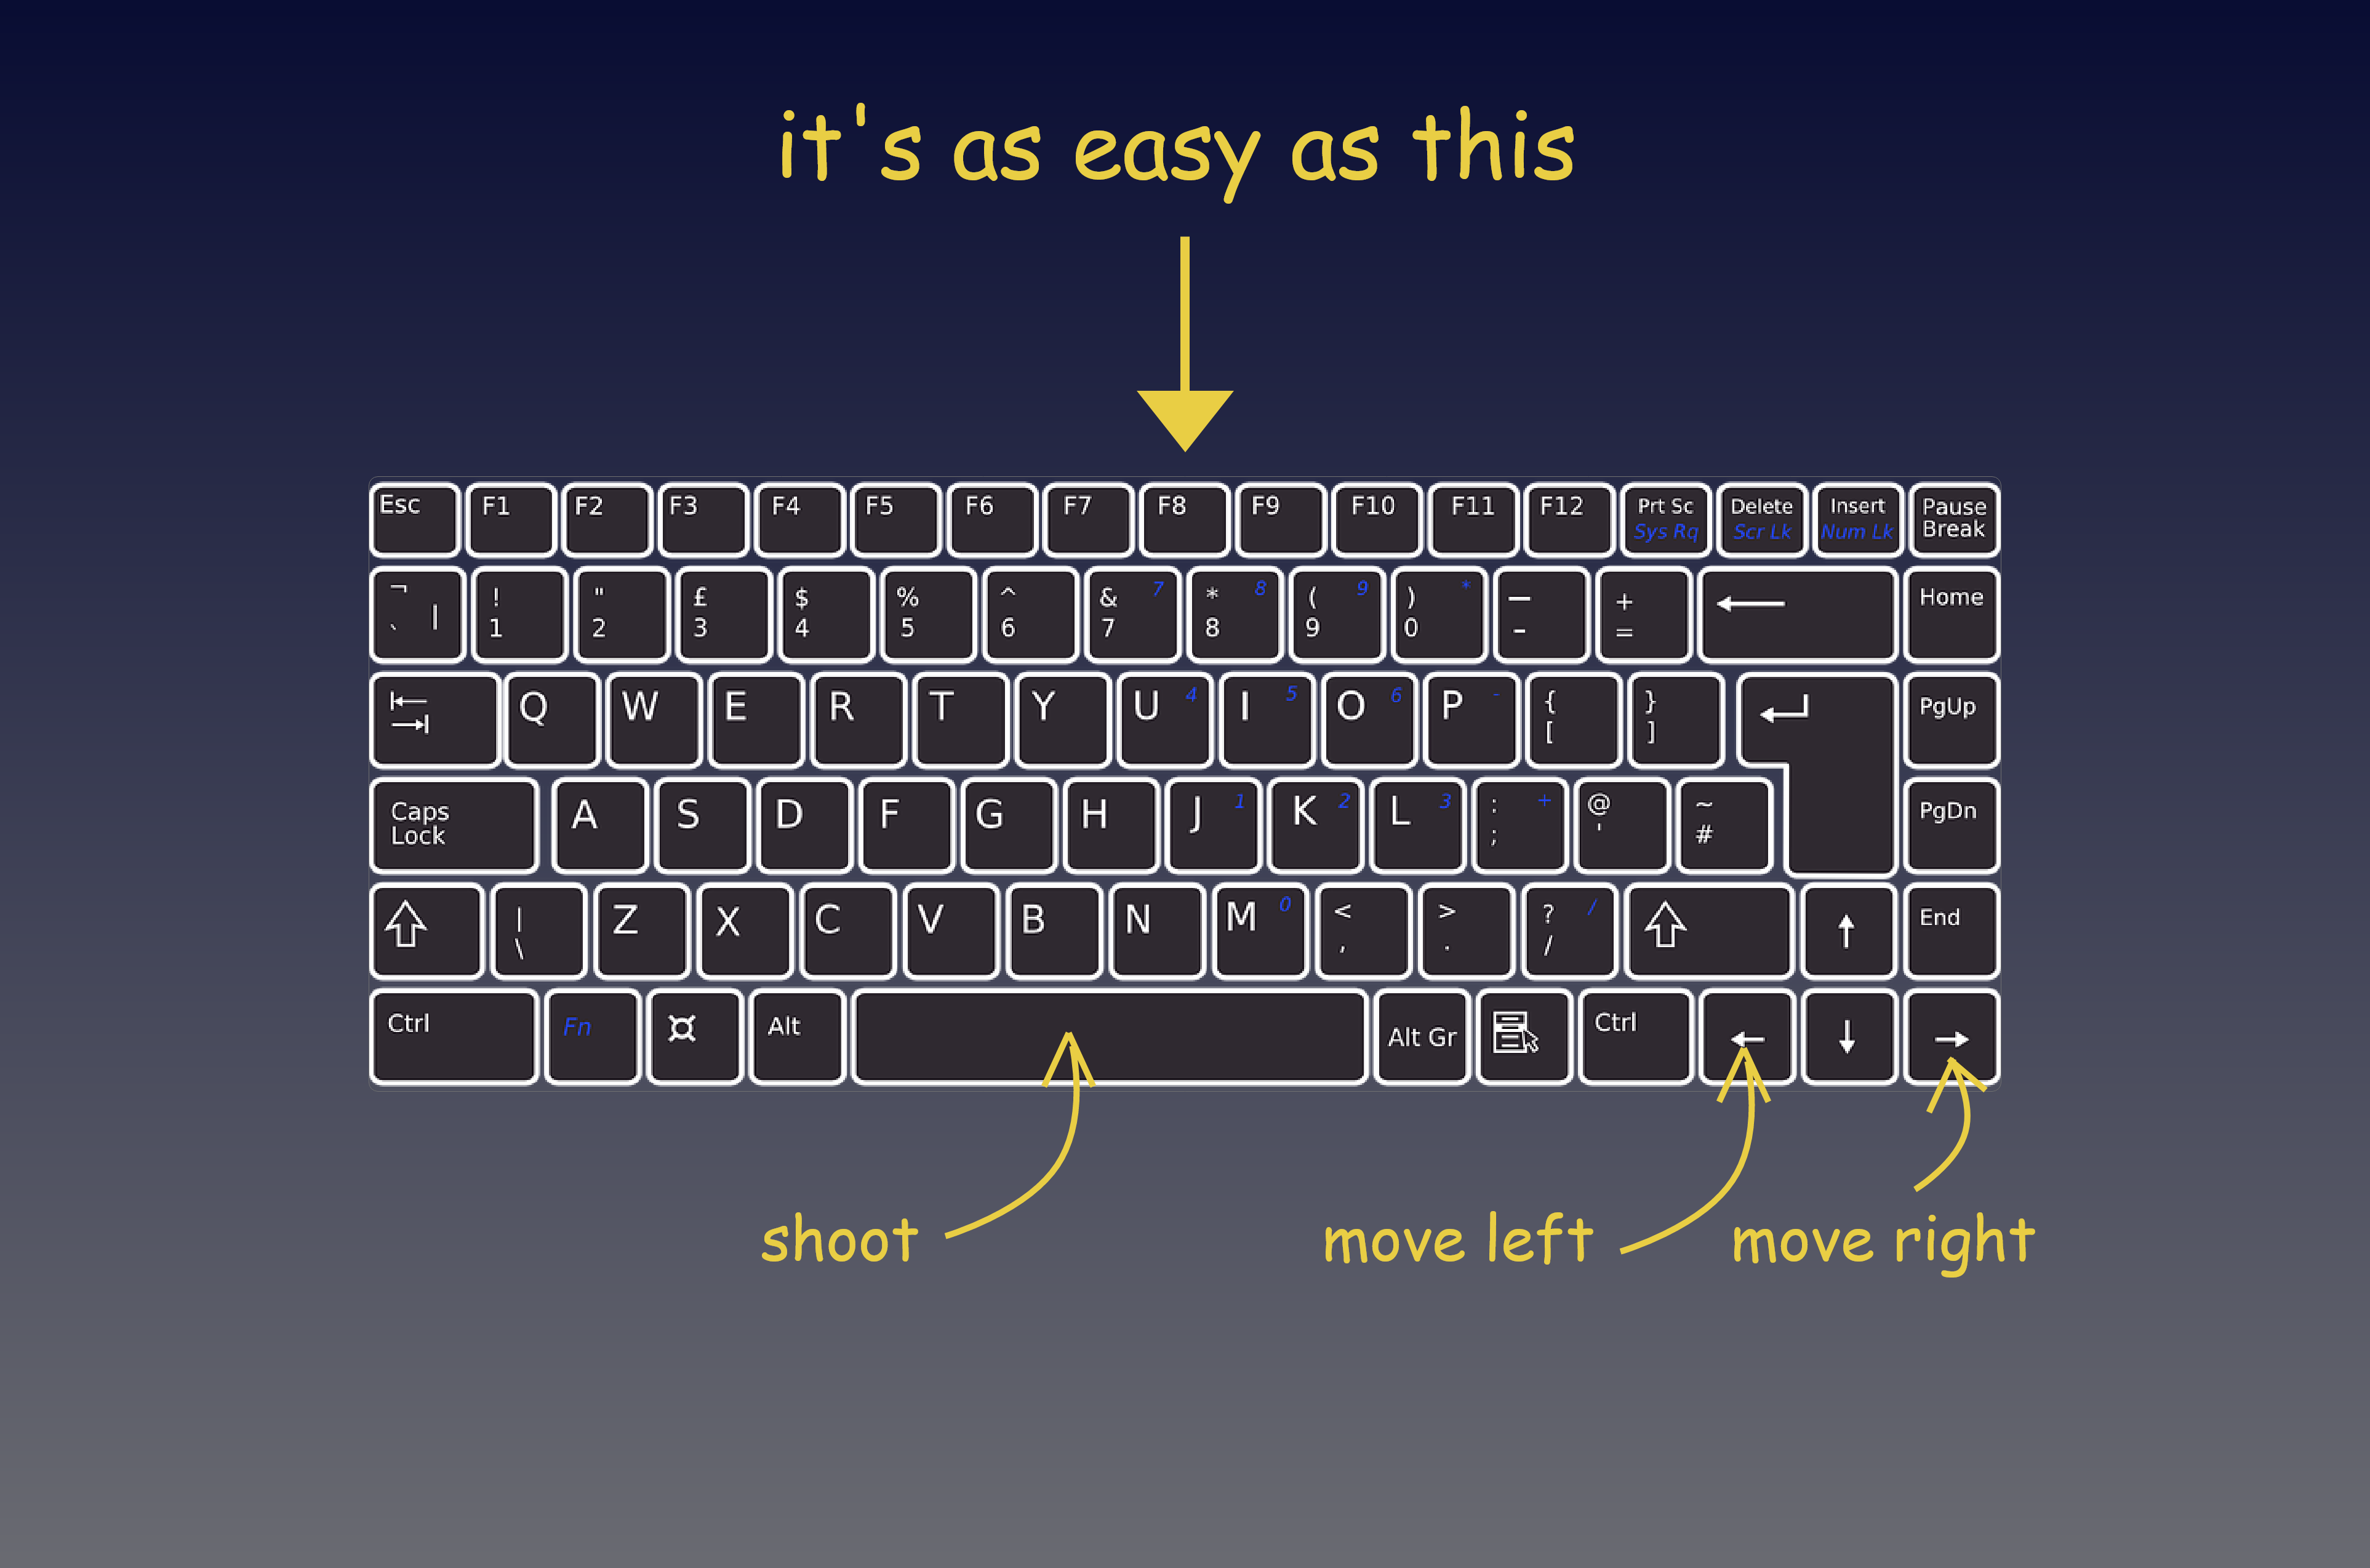 it's as easy as this
Esc F1 F2 F3 F4 F5 F6 F7 F8 F9 F10 F11 F12 Prt Sc Delete Insert Pause
Sys Rq Scr Lk Num Lk Break
¬ ! " £ $ % ^ & 7 * 8 ( 9 ) * _ + Home
` | 1 2 3 4 5 6 7 8 9 0 - =
Q W E R T Y U 4 I 5 O 6 P - { } PgUp
[ ]
Caps A S D F G H J 1 K 2 L 3 : + @ ~ PgDn
Lock ; ' #
| Z X C V B N M 0 < > ? / End
\ , . /
Ctrl Fn Alt Alt Gr Ctrl ← ↓ →
shoot move left move right